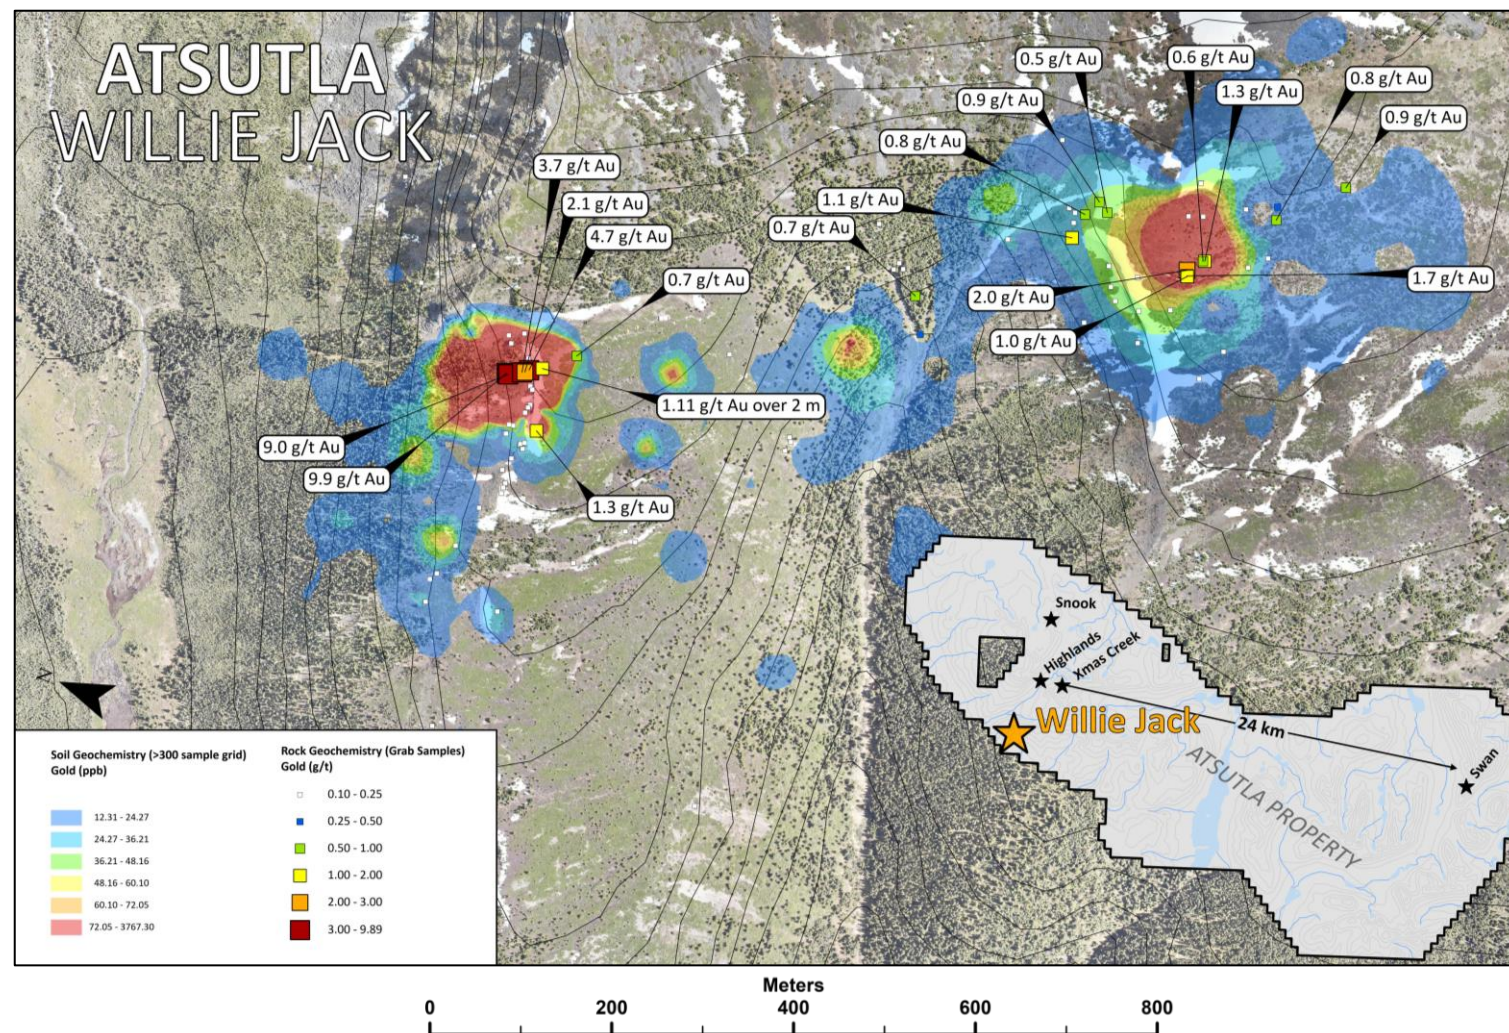 ATSUTLA
WILLIE JACK
0.5 g/t Au
0.6 g/t Au
1.3 g/t Au
0.8 g/t Au
0.9 g/t Au
0.9 g/t Au
0.8 g/t Au
3.7 g/t Au
2.1 g/t Au
4.7 g/t Au
1.1 g/t Au
0.7 g/t Au
0.7 g/t Au
2.0 g/t Au
1.7 g/t Au
1.0 g/t Au
1.11 g/t Au over 2 m
9.0 g/t Au
9.9 g/t Au
1.3 g/t Au
Snook
Highlands
Xmas Creek
Willie Jack
24 km
Swan
ATSUTLA PROPERTY
N
Soil Geochemistry (>300 sample grid)
Gold (ppb)
12.31 - 24.27
24.27 - 36.21
36.21 - 48.16
48.16 - 60.10
60.10 - 72.05
72.05 - 3767.30
Rock Geochemistry (Grab Samples)
Gold (g/t)
0.10 - 0.25
0.25 - 0.50
0.50 - 1.00
1.00 - 2.00
2.00 - 3.00
3.00 - 9.89
Meters
0 200 400 600 800